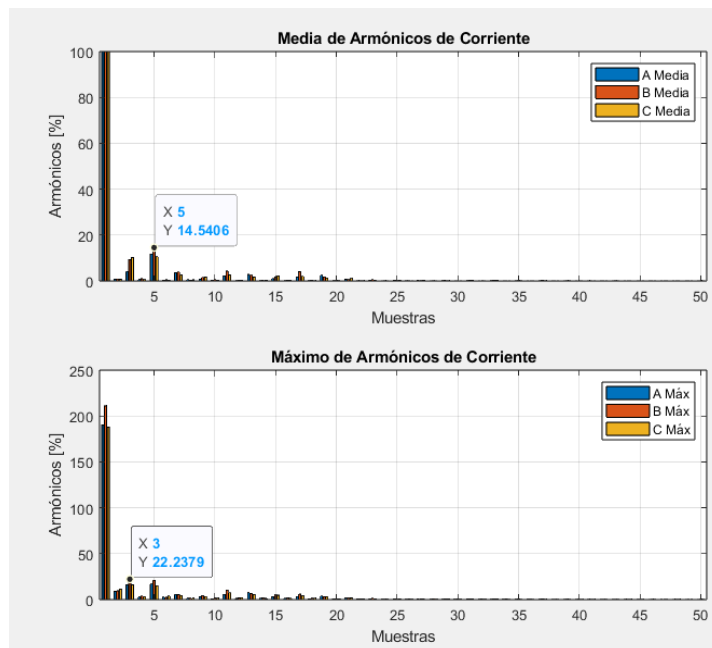 Media de Armónicos de Corriente
100
80
60
40
20
0
Armónicos [%]
A Media
B Media
C Media
X 5
Y 14.5406
5 10 15 20 25 30 35 40 45 50
Muestras
Máximo de Armónicos de Corriente
250
200
150
100
50
0
Armónicos [%]
A Máx
B Máx
C Máx
X 3
Y 22.2379
5 10 15 20 25 30 35 40 45 50
Muestras